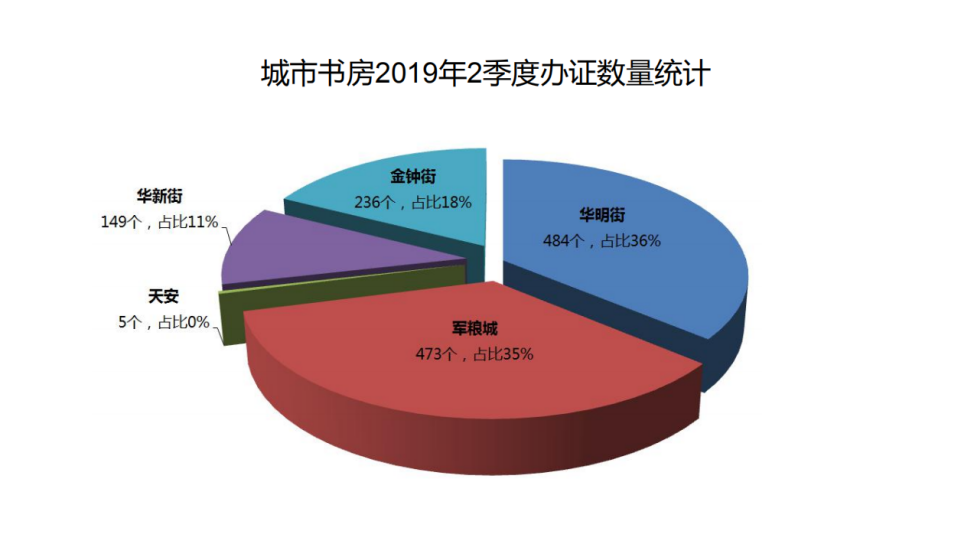 城市书房2019年2季度办证数量统计
金钟街
236个，占比18%
华新街
149个，占比11%
华明街
484个，占比36%
天安
5个，占比0%
军粮城
473个，占比35%